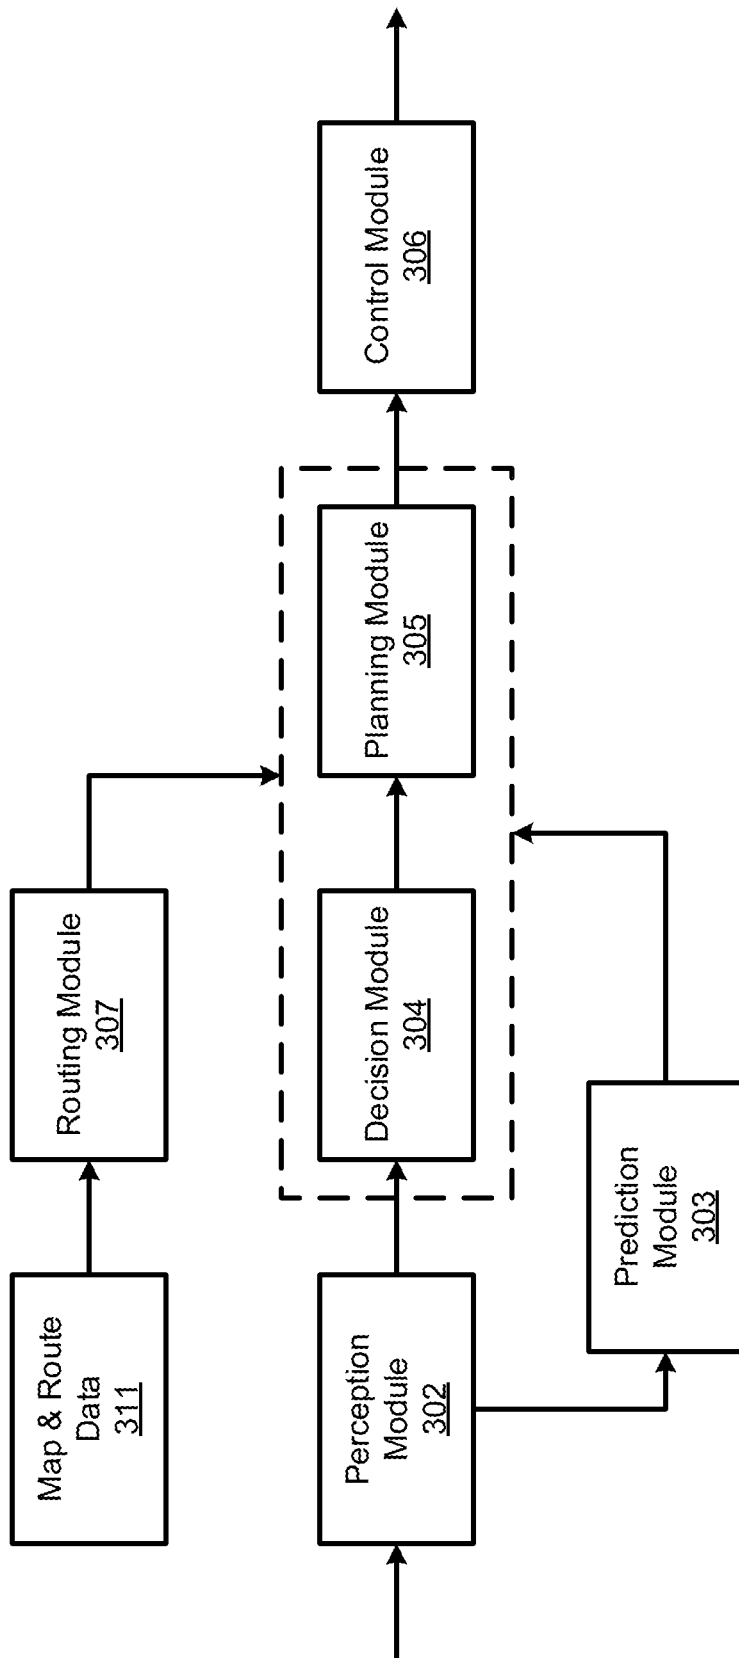 Map & Route
Data
311
Routing Module
307
Perception
Module
302
Decision Module
304
Planning Module
305
Control Module
306
Prediction
Module
303